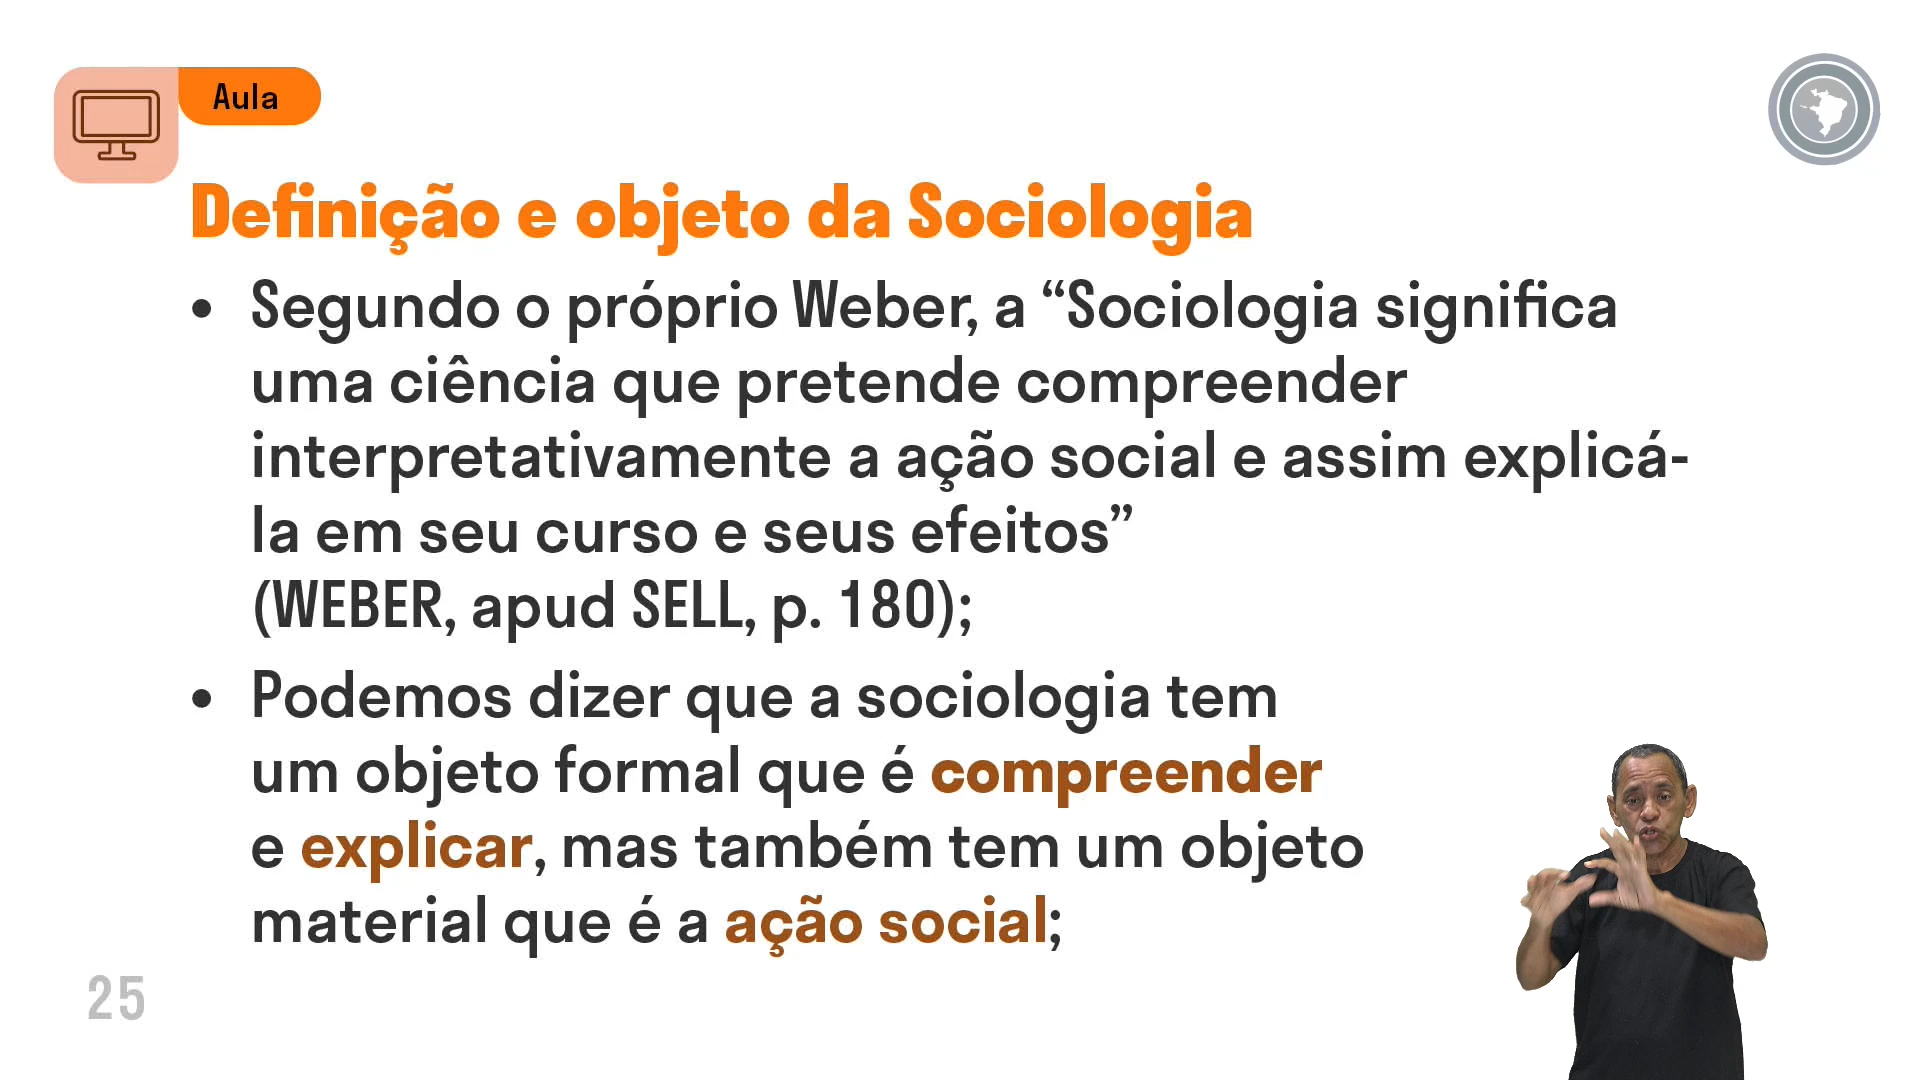 Aula
Definição e objeto da Sociologia
• Segundo o próprio Weber, a “Sociologia significa
uma ciência que pretende compreender
interpretativamente a ação social e assim explicá-
la em seu curso e seus efeitos”
(WEBER, apud SELL, p. 180);
• Podemos dizer que a sociologia tem
um objeto formal que é compreender
e explicar, mas também tem um objeto
material que é a ação social;
25